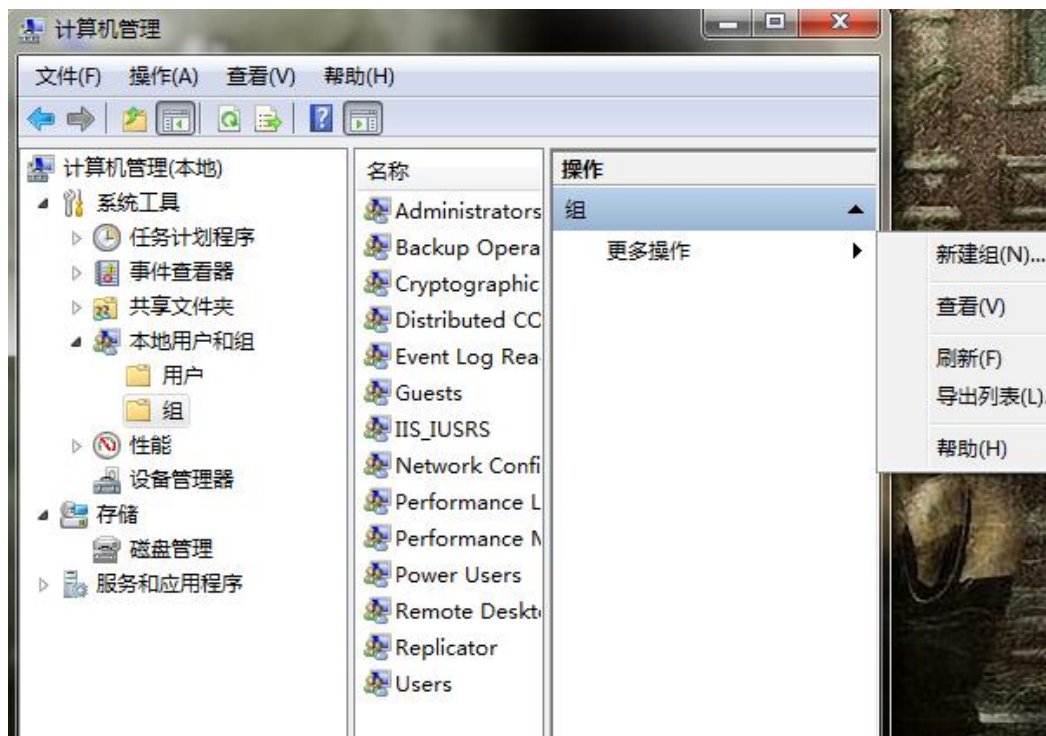 计算机管理
文件(F) 操作(A) 查看(V) 帮助(H)
计算机管理(本地)
系统工具
任务计划程序
事件查看器
共享文件夹
本地用户和组
用户
组
性能
设备管理器
存储
磁盘管理
服务和应用程序
名称
Administrators
Backup Opera
Cryptographic
Distributed CO
Event Log Rea
Guests
IIS_IUSRS
Network Confi
Performance L
Performance M
Power Users
Remote Deskt
Replicator
Users
操作
组
更多操作
新建组(N)...
查看(V)
刷新(F)
导出列表(L).
帮助(H)